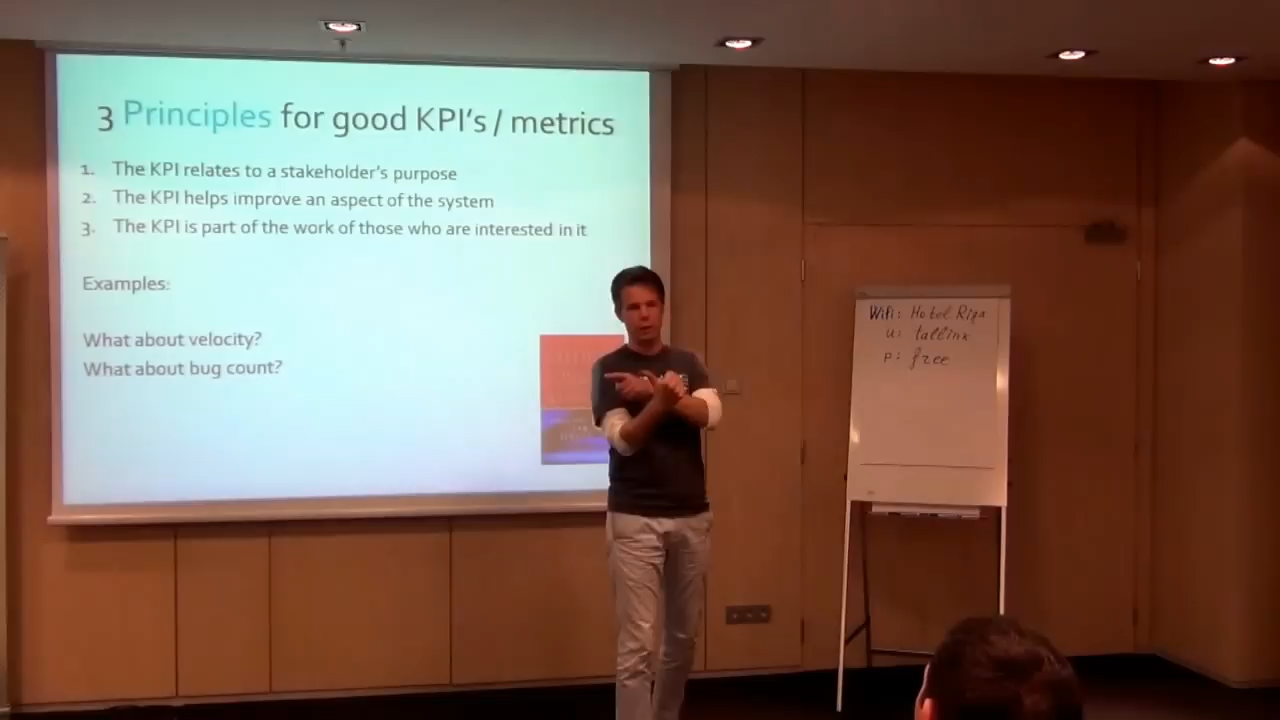 3 Principles for good KPI's / metrics
1. The KPI relates to a stakeholder's purpose
2. The KPI helps improve an aspect of the system
3. The KPI is part of the work of those who are interested in it
Examples:
What about velocity?
What about bug count?
Wifi: Hotel Riga
u: tallink
p: free